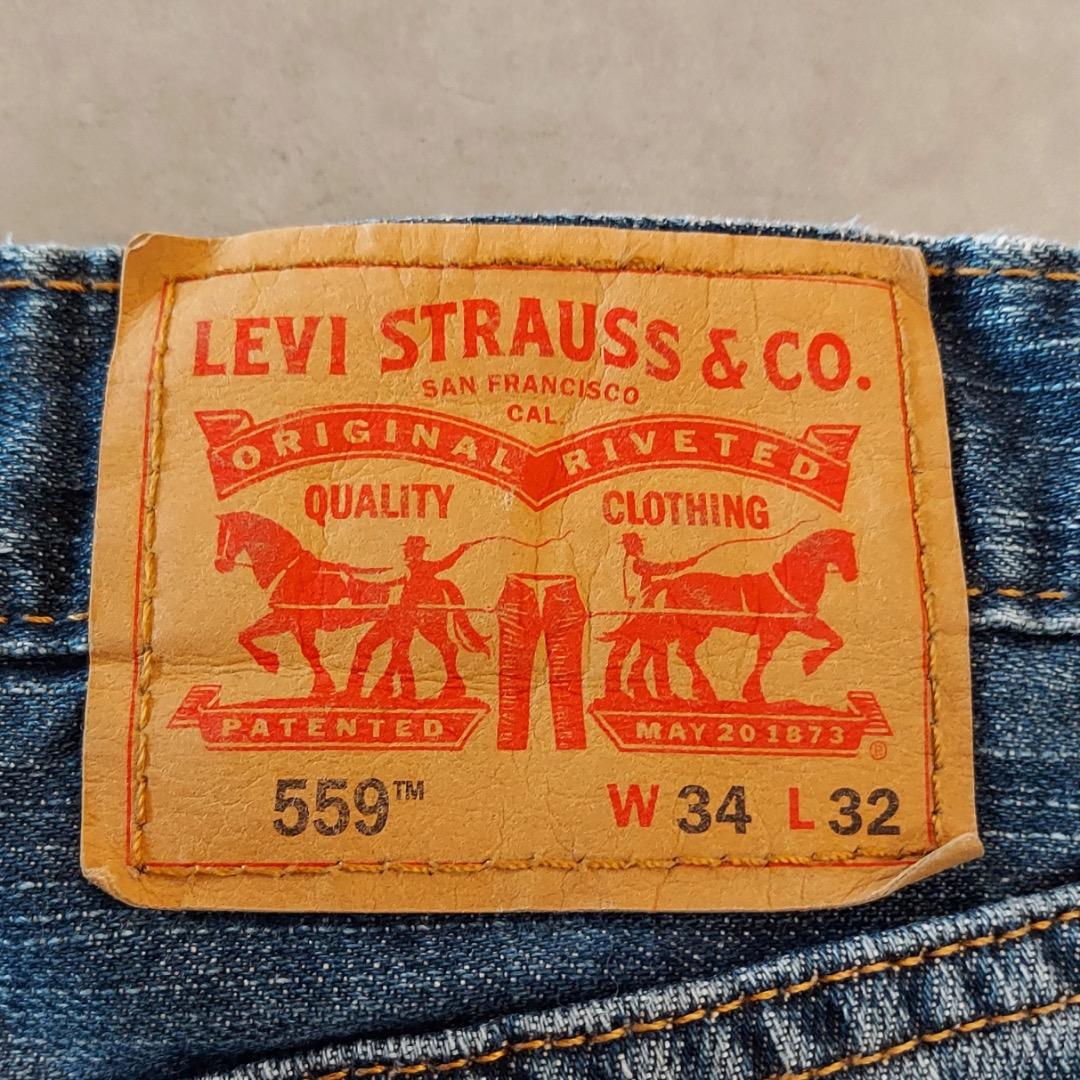 LEVI STRAUSS & CO.
SAN FRANCISCO
CAL.
ORIGINAL RIVETED
QUALITY CLOTHING
PATENTED MAY 20 1873 ®
559™ W 34 L 32